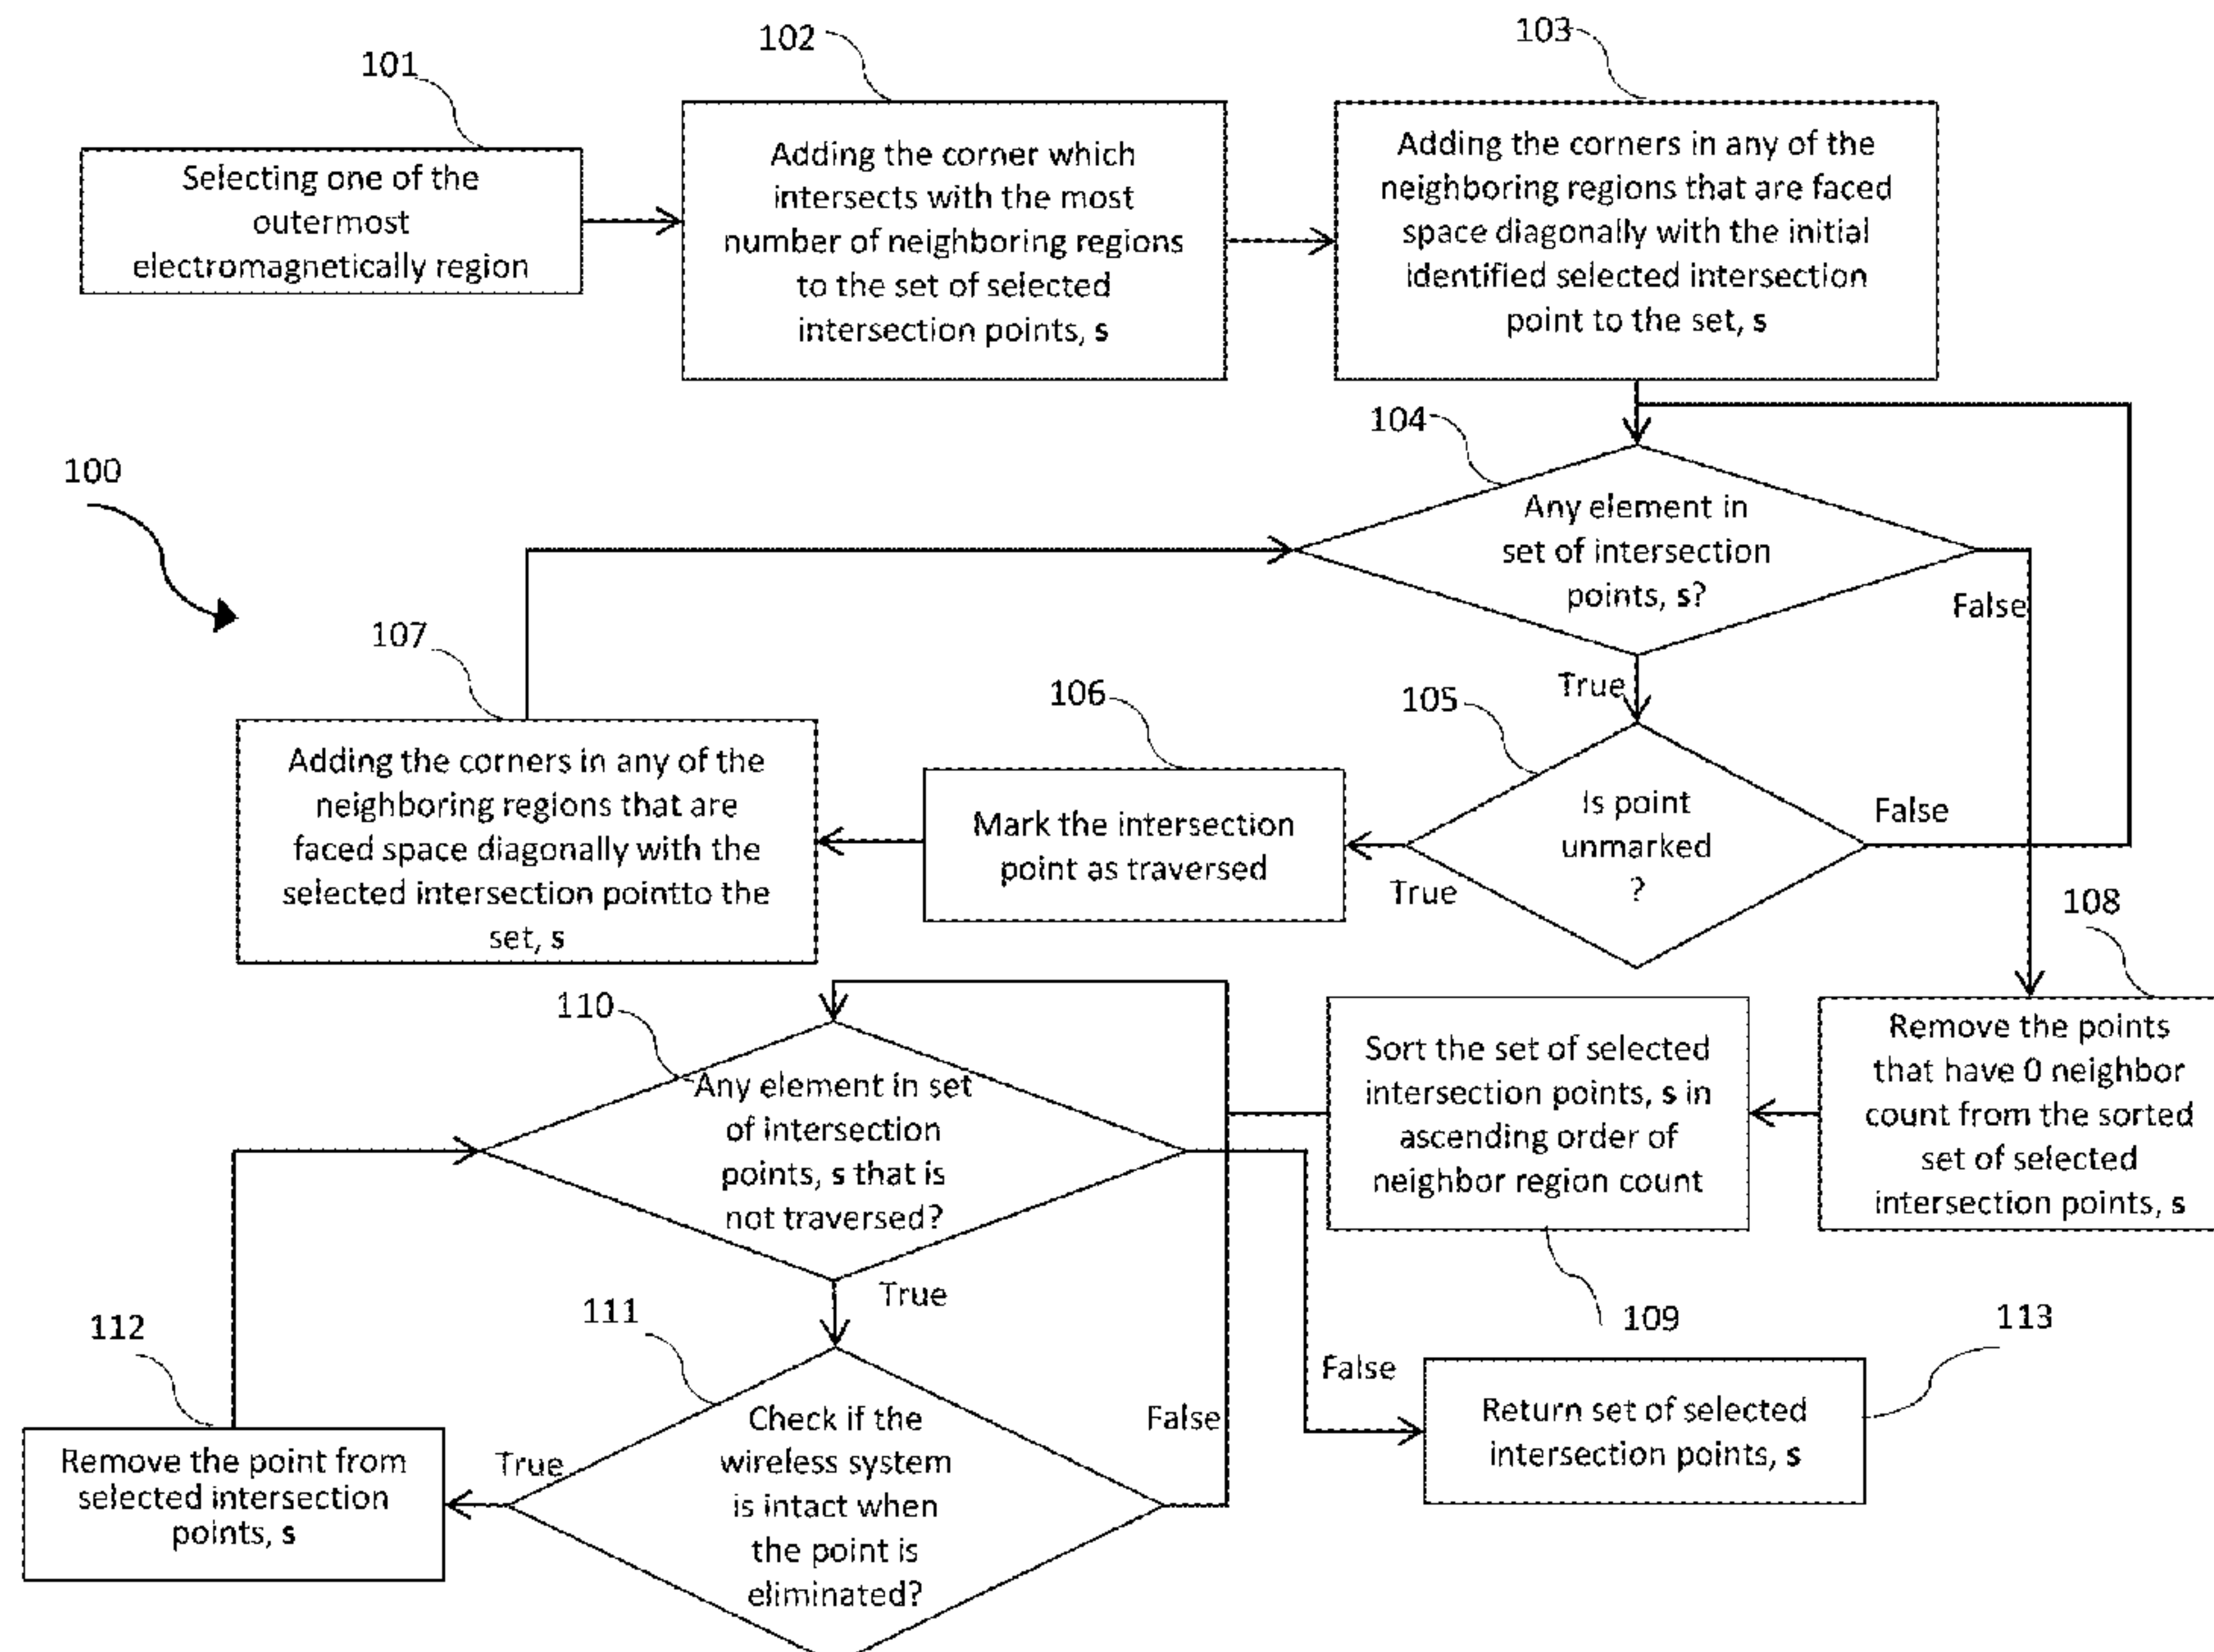 101
Selecting one of the
outermost
electromagnetically region
102
Adding the corner which
intersects with the most
number of neighboring regions
to the set of selected
intersection points, s
103
Adding the corners in any of the
neighboring regions that are faced
space diagonally with the initial
identified selected intersection
point to the set, s
100
104
Any element in
set of intersection
points, s?
False
True
105
Is point
unmarked
?
False
True
106
Mark the intersection
point as traversed
107
Adding the corners in any of the
neighboring regions that are
faced space diagonally with the
selected intersection pointto the
set, s
108
Remove the points
that have 0 neighbor
count from the sorted
set of selected
intersection points, s
Sort the set of selected
intersection points, s in
ascending order of
neighbor region count
109
110
Any element in set
of intersection
points, s that is
not traversed?
True
False
111
Check if the
wireless system
is intact when
the point is
eliminated?
False
True
112
Remove the point from
selected intersection
points, s
113
Return set of selected
intersection points, s